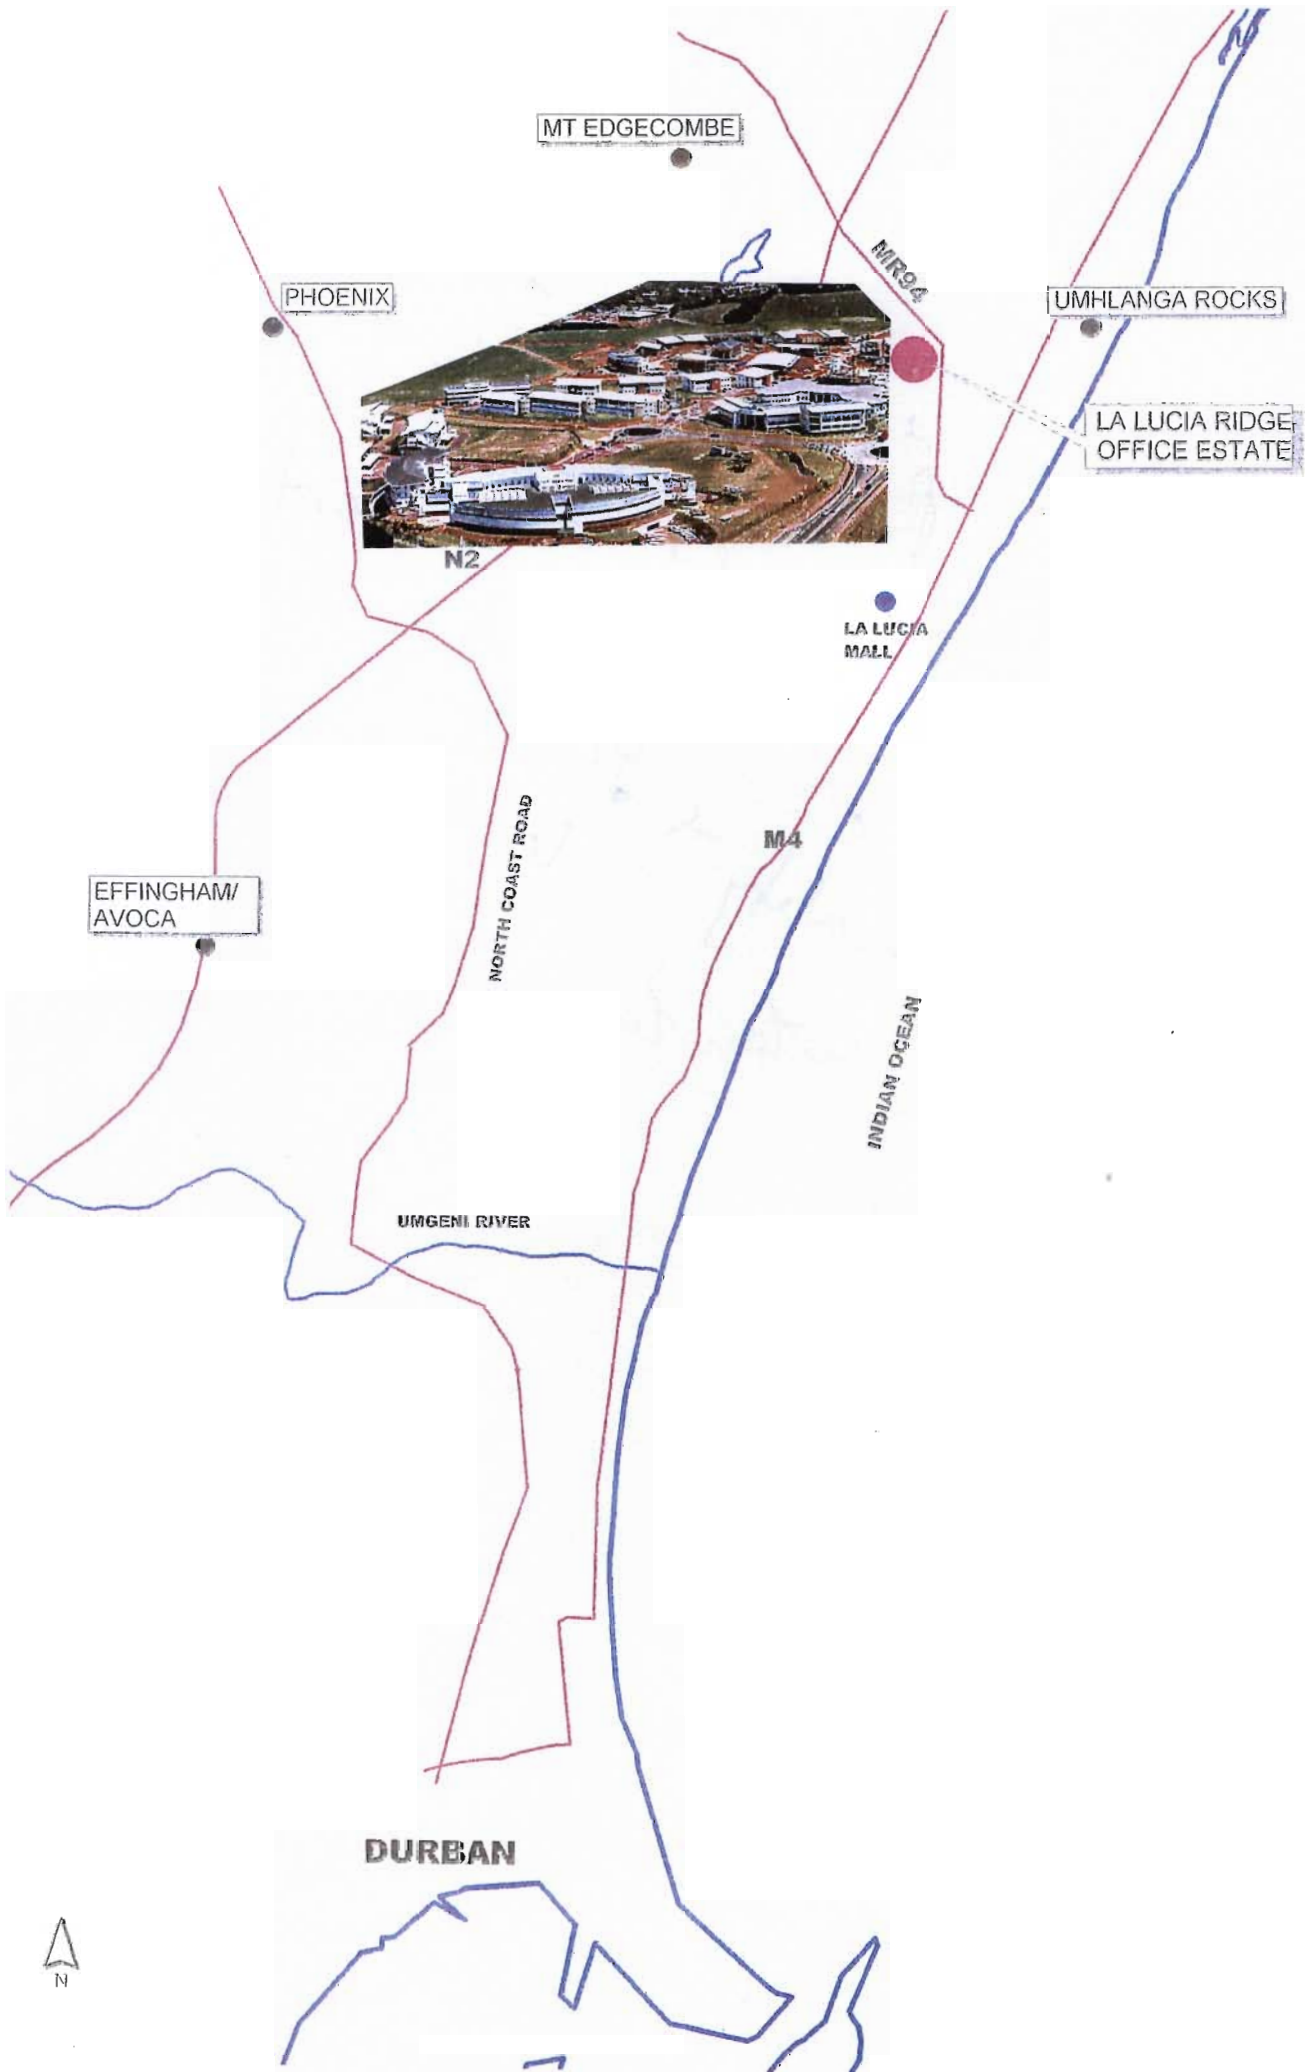 MT EDGECOMBE
MR94
PHOENIX
UMHLANGA ROCKS
LA LUCIA RIDGE
OFFICE ESTATE
N2
LA LUCIA
MALL
M4
NORTH COAST ROAD
EFFINGHAM/
AVOCA
INDIAN OCEAN
UMGENI RIVER
DURBAN
N